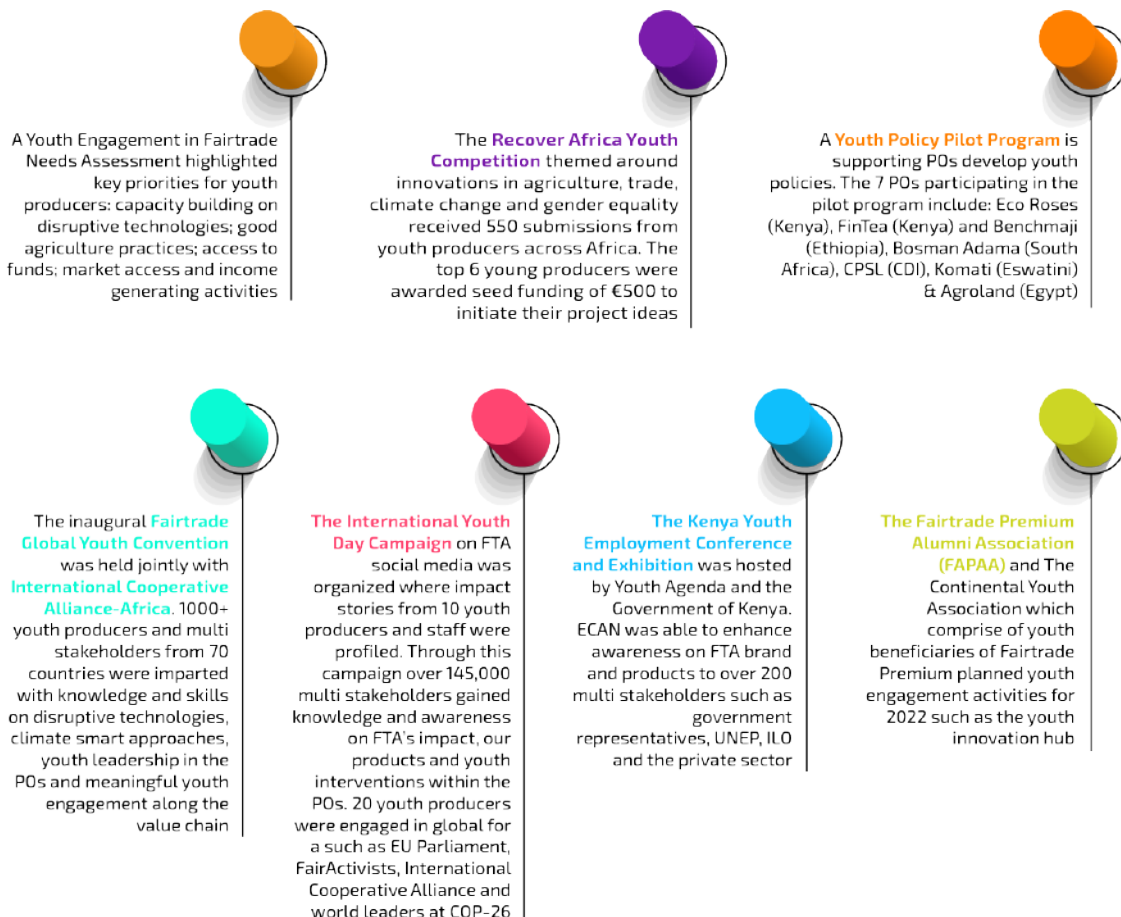 A Youth Engagement in Fairtrade
Needs Assessment highlighted
key priorities for youth
producers: capacity building on
disruptive technologies; good
agriculture practices; access to
funds; market access and income
generating activities
The Recover Africa Youth
Competition themed around
innovations in agriculture, trade,
climate change and gender equality
received 550 submissions from
youth producers across Africa. The
top 6 young producers were
awarded seed funding of €500 to
initiate their project ideas
A Youth Policy Pilot Program is
supporting POs develop youth
policies. The 7 POs participating in the
pilot program include: Eco Roses
(Kenya), FinTea (Kenya) and Benchmaji
(Ethiopia), Bosman Adama (South
Africa), CPSL (CDI), Komati (Eswatini)
& Agroland (Egypt)
The inaugural Fairtrade
Global Youth Convention
was held jointly with
International Cooperative
Alliance-Africa. 1000+
youth producers and multi
stakeholders from 70
countries were imparted
with knowledge and skills
on disruptive technologies,
climate smart approaches,
youth leadership in the
POs and meaningful youth
engagement along the
value chain
The International Youth
Day Campaign on FTA
social media was
organized where impact
stories from 10 youth
producers and staff were
profiled. Through this
campaign over 145,000
multi stakeholders gained
knowledge and awareness
on FTA's impact, our
products and youth
interventions within the
POs. 20 youth producers
were engaged in global for
a such as EU Parliament,
FairActivists, International
Cooperative Alliance and
world leaders at COP-26
The Kenya Youth
Employment Conference
and Exhibition was hosted
by Youth Agenda and the
Government of Kenya.
ECAN was able to enhance
awareness on FTA brand
and products to over 200
multi stakeholders such as
government
representatives, UNEP, ILO
and the private sector
The Fairtrade Premium
Alumni Association
(FAPAA) and The
Continental Youth
Association which
comprise of youth
beneficiaries of Fairtrade
Premium planned youth
engagement activities for
2022 such as the youth
innovation hub